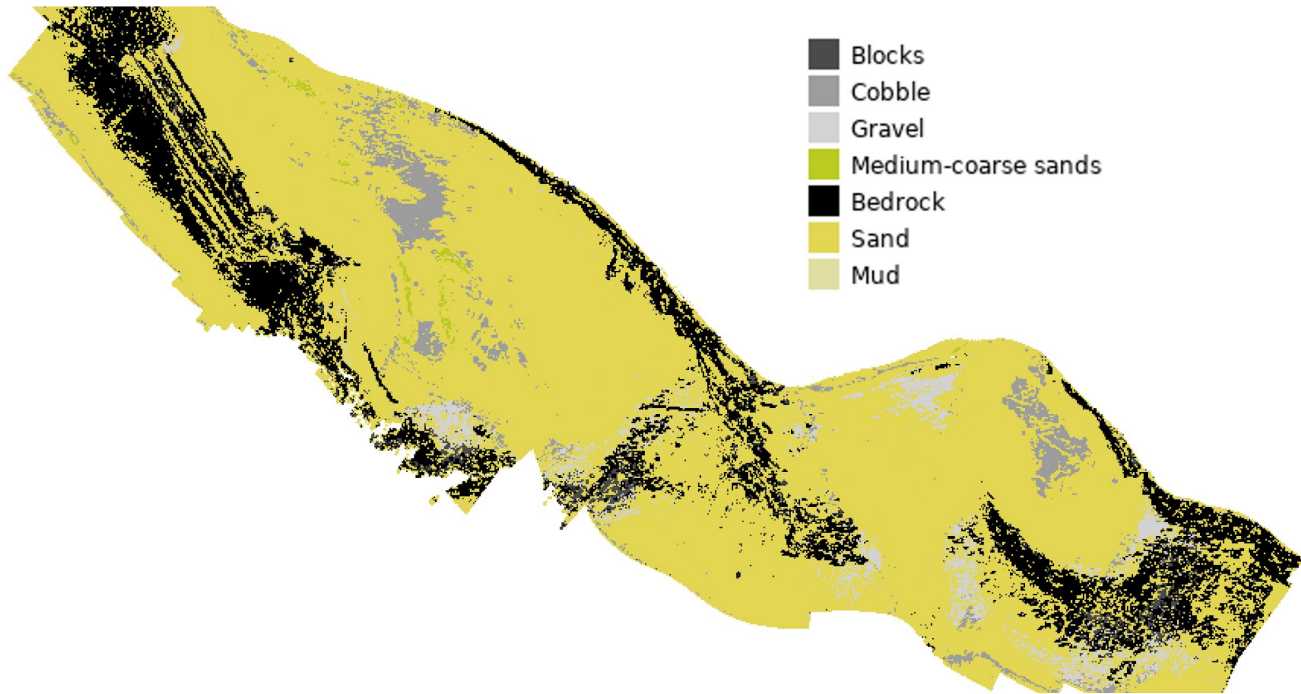 Blocks
Cobble
Gravel
Medium-coarse sands
Bedrock
Sand
Mud